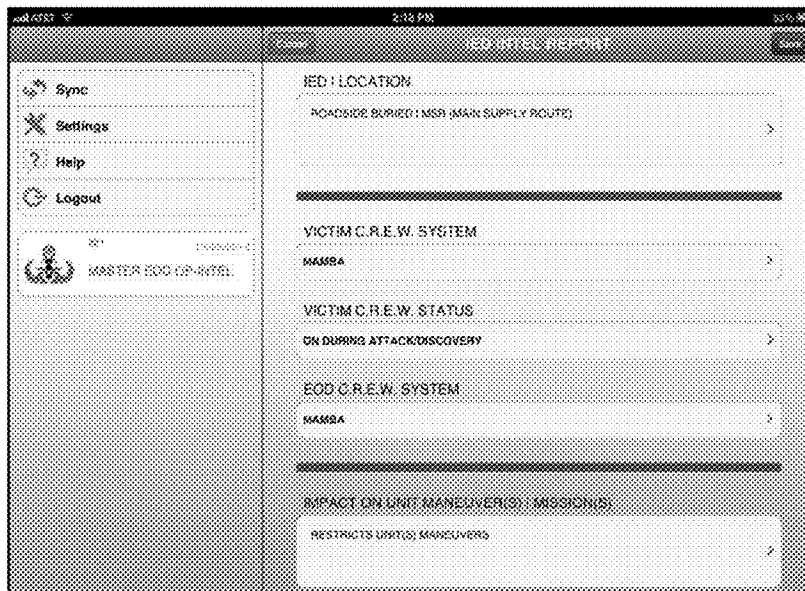 AT&T
2:18 PM
IED INTEL REPORT
Sync
Settings
Help
Logout
MASTER EOD OP-INTEL
IED | LOCATION
ROADSIDE BURIED | MSR (MAIN SUPPLY ROUTE)
VICTIM C.R.E.W. SYSTEM
MAMBA
VICTIM C.R.E.W. STATUS
ON DURING ATTACK/DISCOVERY
EOD C.R.E.W. SYSTEM
MAMBA
IMPACT ON UNIT MANEUVER(S) | MISSION(S)
RESTRICTS UNIT(S) MANEUVERS